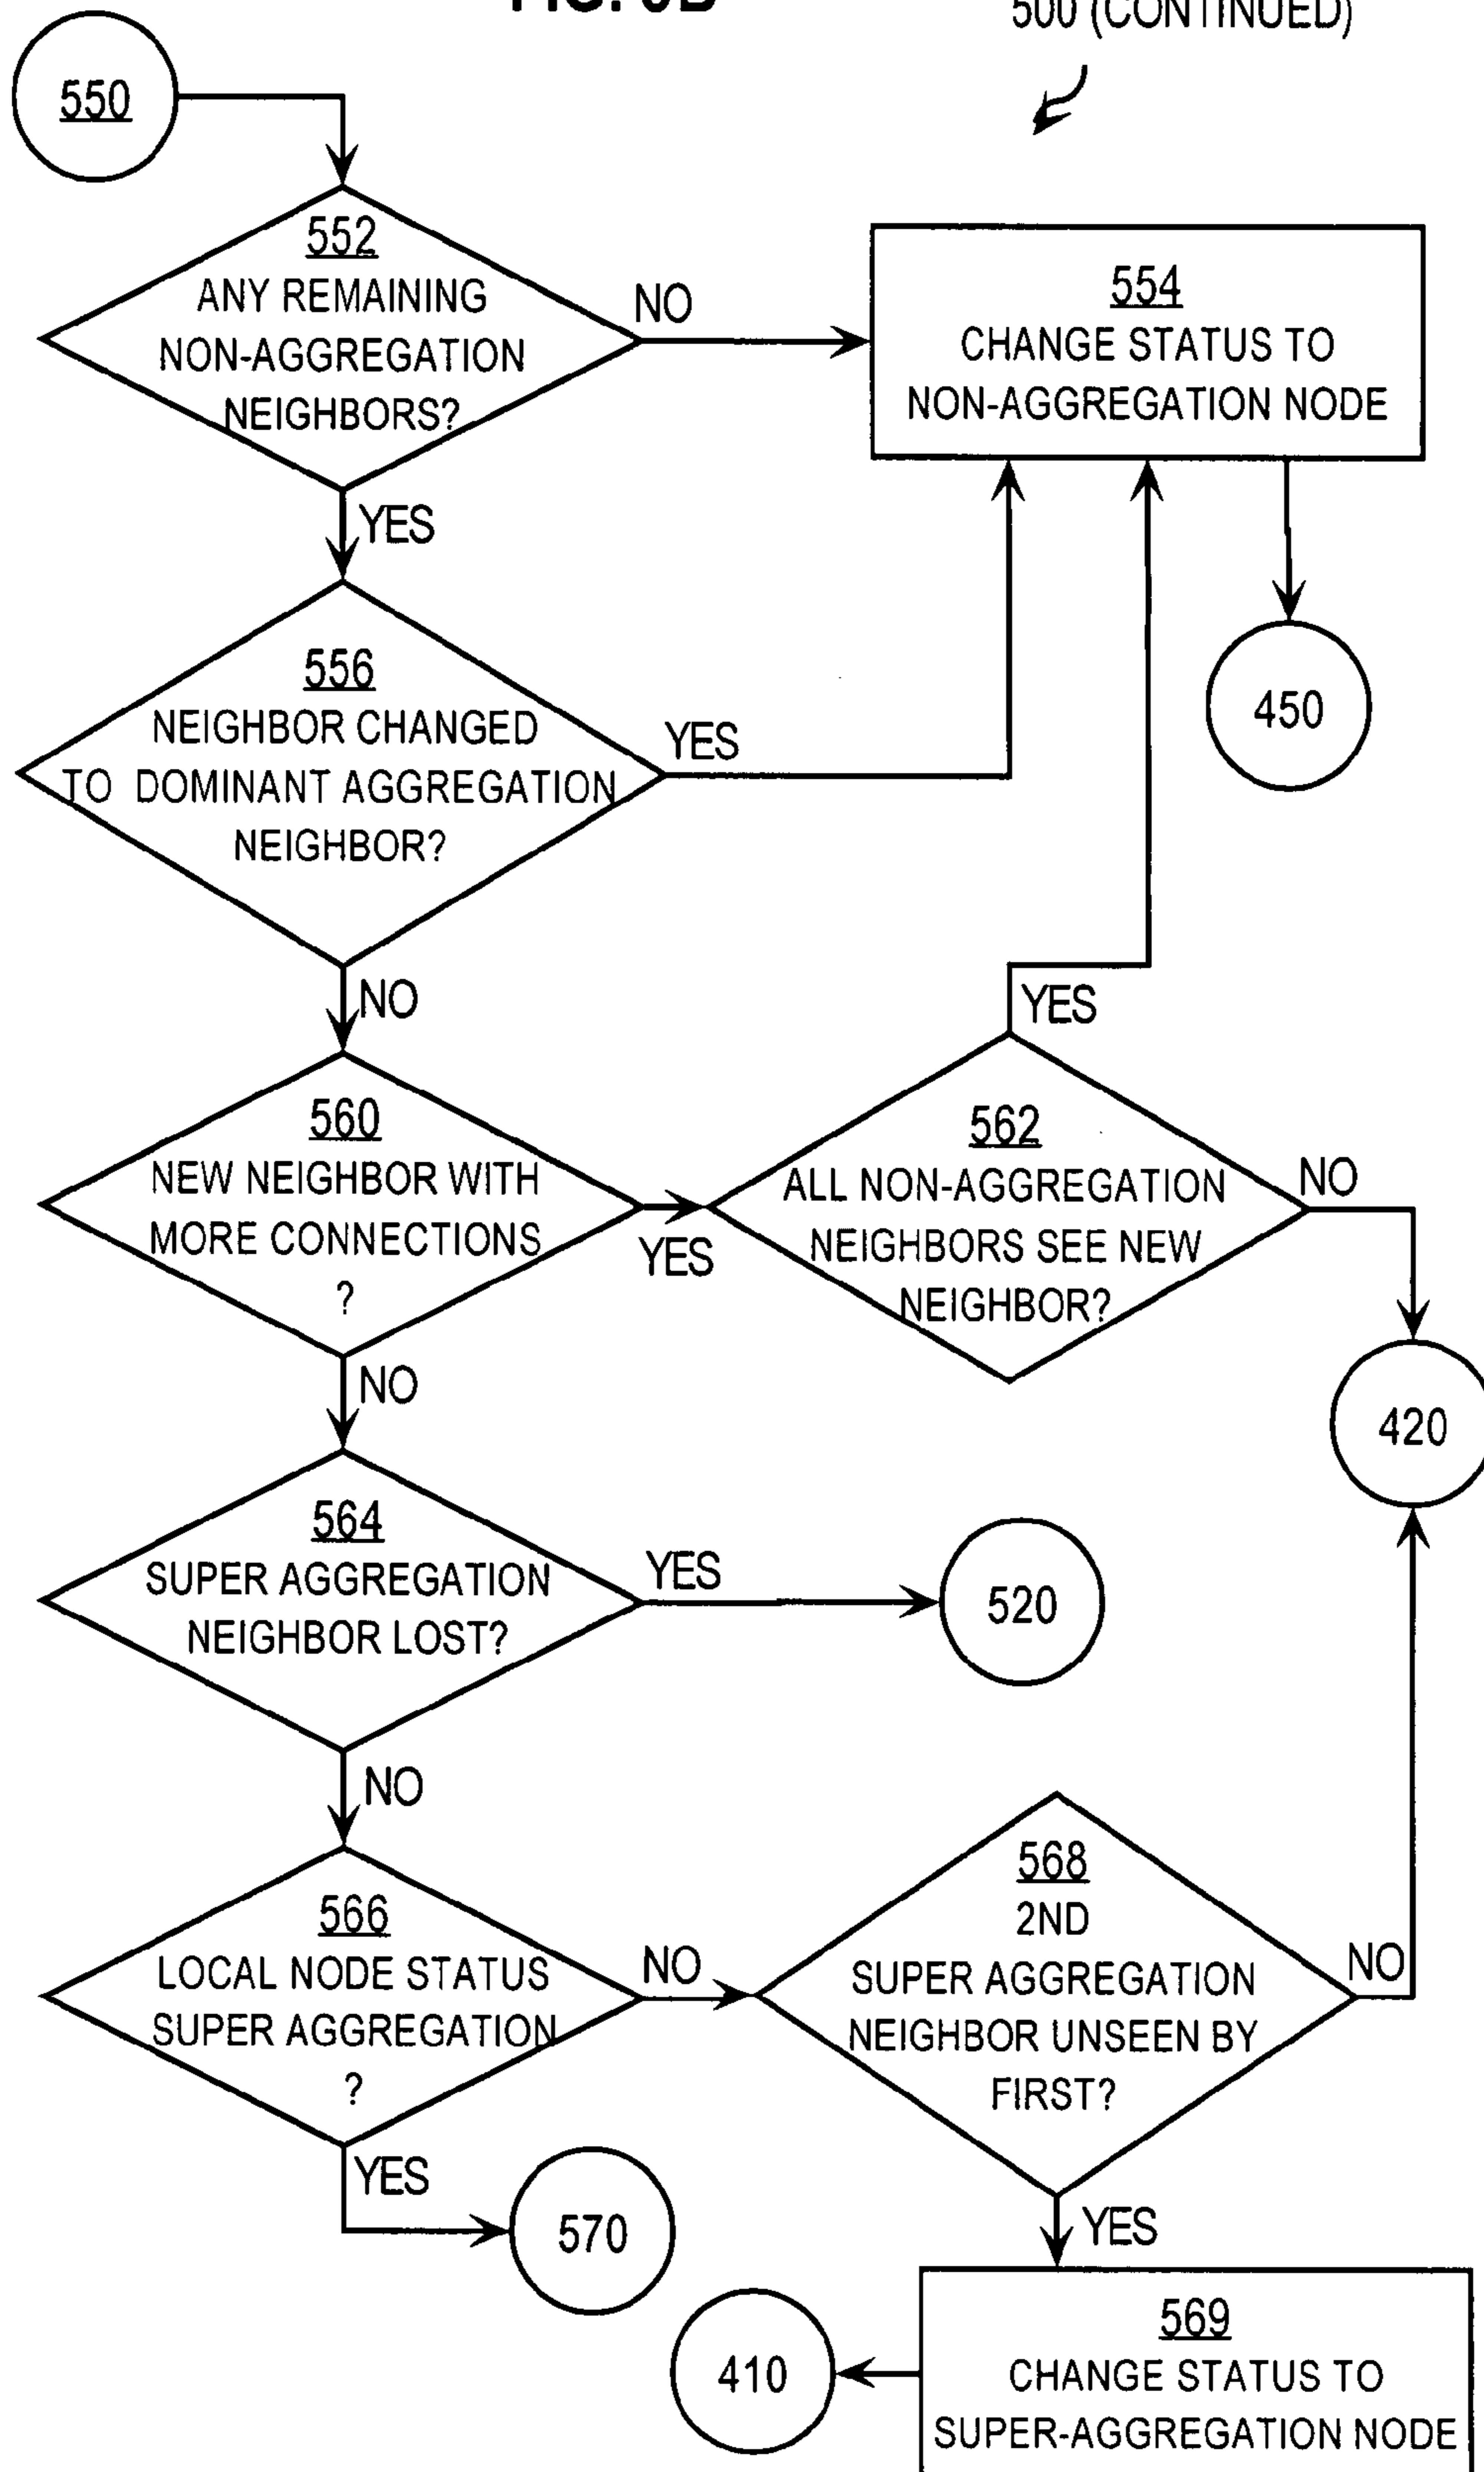 500 (CONTINUED)
550
552
ANY REMAINING
NON-AGGREGATION
NEIGHBORS?
NO
YES
554
CHANGE STATUS TO
NON-AGGREGATION NODE
450
556
NEIGHBOR CHANGED
TO DOMINANT AGGREGATION
NEIGHBOR?
YES
NO
560
NEW NEIGHBOR WITH
MORE CONNECTIONS
?
YES
NO
562
ALL NON-AGGREGATION
NEIGHBORS SEE NEW
NEIGHBOR?
YES
NO
420
564
SUPER AGGREGATION
NEIGHBOR LOST?
YES
520
NO
566
LOCAL NODE STATUS
SUPER AGGREGATION
?
NO
YES
570
568
2ND
SUPER AGGREGATION
NEIGHBOR UNSEEN BY
FIRST?
NO
YES
569
CHANGE STATUS TO
SUPER-AGGREGATION NODE
410